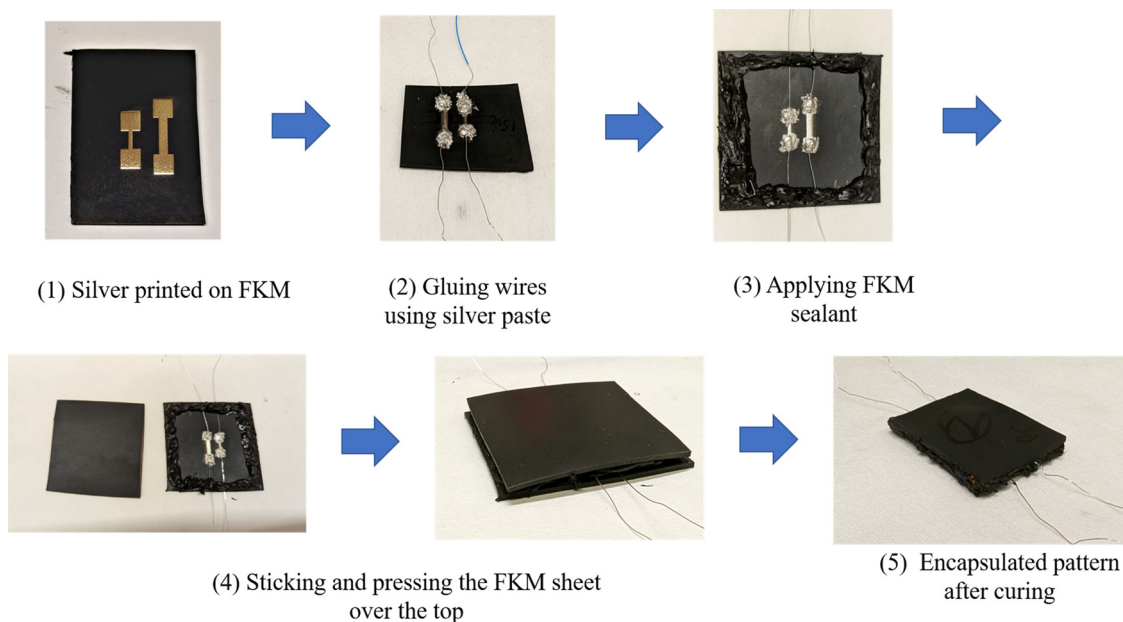 (1) Silver printed on FKM
(2) Gluing wires
using silver paste
(3) Applying FKM
sealant
(4) Sticking and pressing the FKM sheet
over the top
(5) Encapsulated pattern
after curing